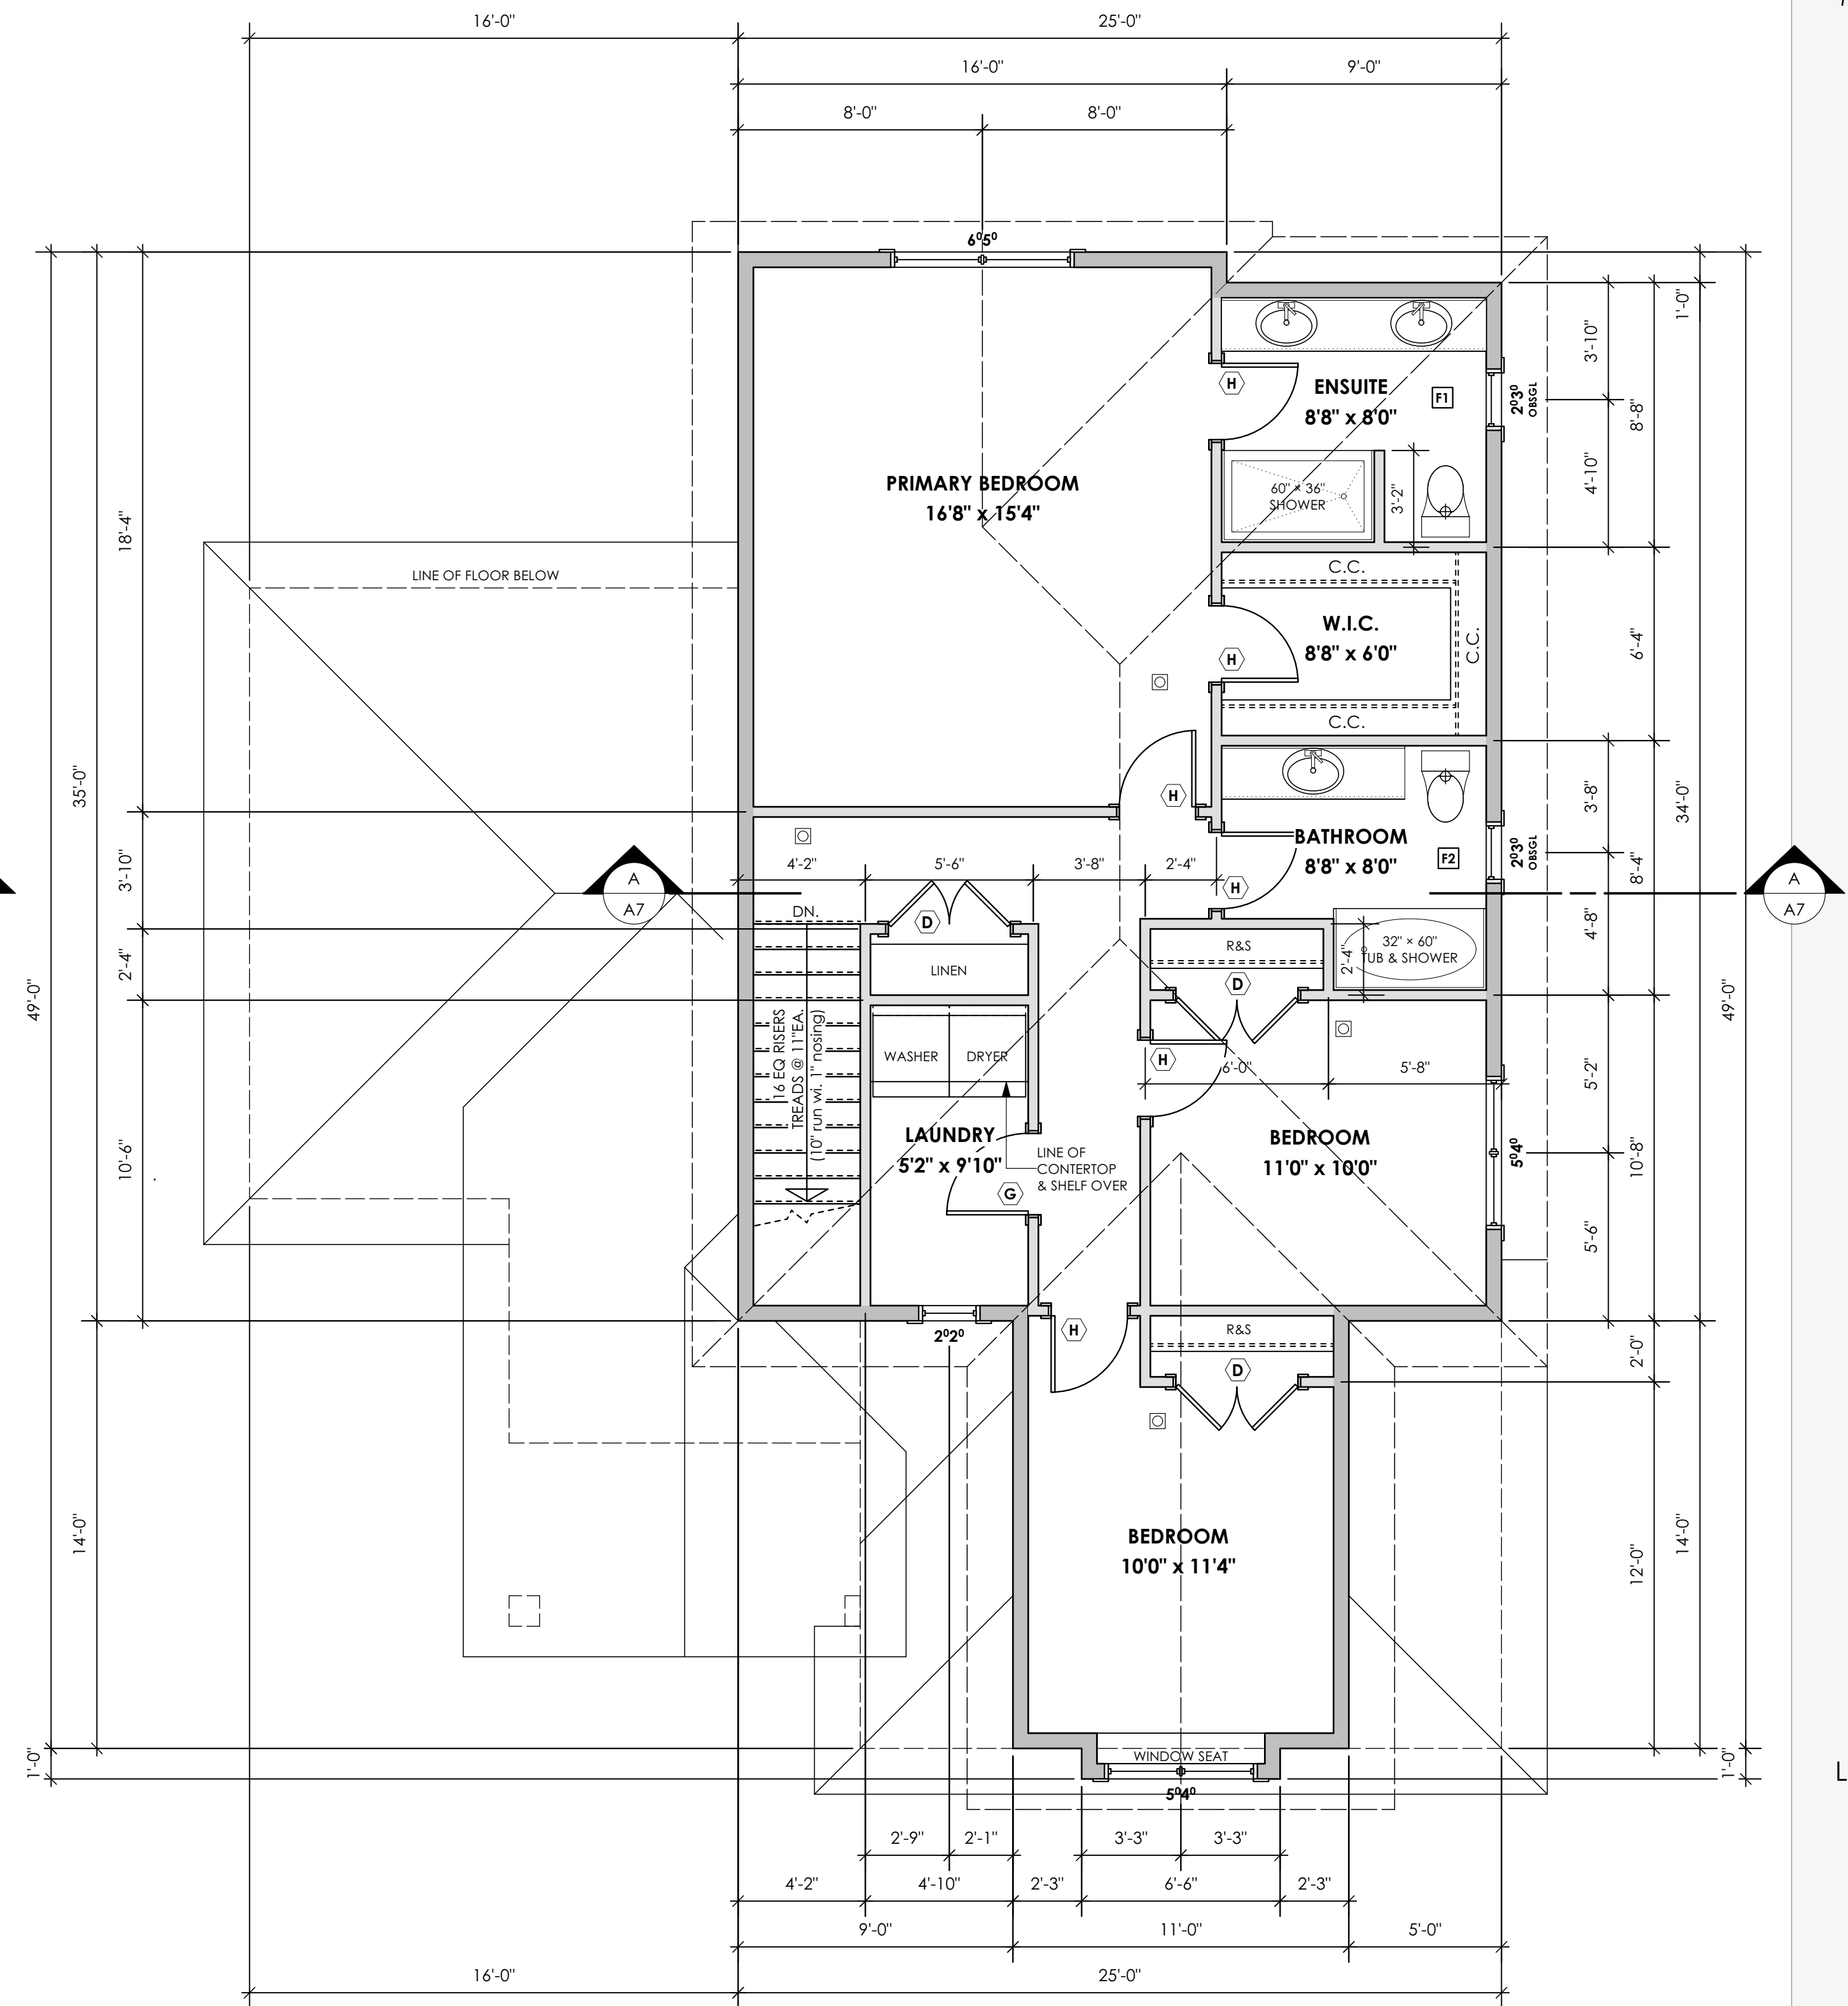 16'-0"
25'-0"
16'-0"
9'-0"
8'-0"
8'-0"
6⁰5⁰
1'-0"
3'-10"
H
ENSUITE
8'8" x 8'0"
F1
2⁰3⁰
OBSGL
8'-8"
PRIMARY BEDROOM
16'8" x 15'4"
60" × 36"
SHOWER
3'-2"
4'-10"
18'-4"
LINE OF FLOOR BELOW
C.C.
W.I.C.
8'8" x 6'0"
H
C.C.
C.C.
6'-4"
35'-0"
H
3'-8"
34'-0"
BATHROOM
8'8" x 8'0"
F2
2⁰3⁰
OBSGL
8'-4"
3'-10"
4'-2"
5'-6"
3'-8"
2'-4"
H
A
A7
A
A7
DN.
D
4'-8"
R&S
2'-4"
32" × 60"
TUB & SHOWER
2'-4"
LINEN
D
49'-0"
49'-0"
16 EQ RISERS
TREADS @ 11"EA.
(10" run wi. 1" nosing)
WASHER
DRYER
H
6'-0"
5'-8"
5'-2"
LAUNDRY
5'2" x 9'10"
LINE OF
CONTERTOP
& SHELF OVER
BEDROOM
11'0" x 10'0"
5⁰4⁰
10'-8"
10'-6"
G
5'-6"
2⁰2⁰
H
R&S
D
2'-0"
14'-0"
BEDROOM
10'0" x 11'4"
12'-0"
14'-0"
1'-0"
WINDOW SEAT
5⁰4⁰
1'-0"
L
2'-9"
2'-1"
3'-3"
3'-3"
4'-2"
4'-10"
2'-3"
6'-6"
2'-3"
9'-0"
11'-0"
5'-0"
16'-0"
25'-0"